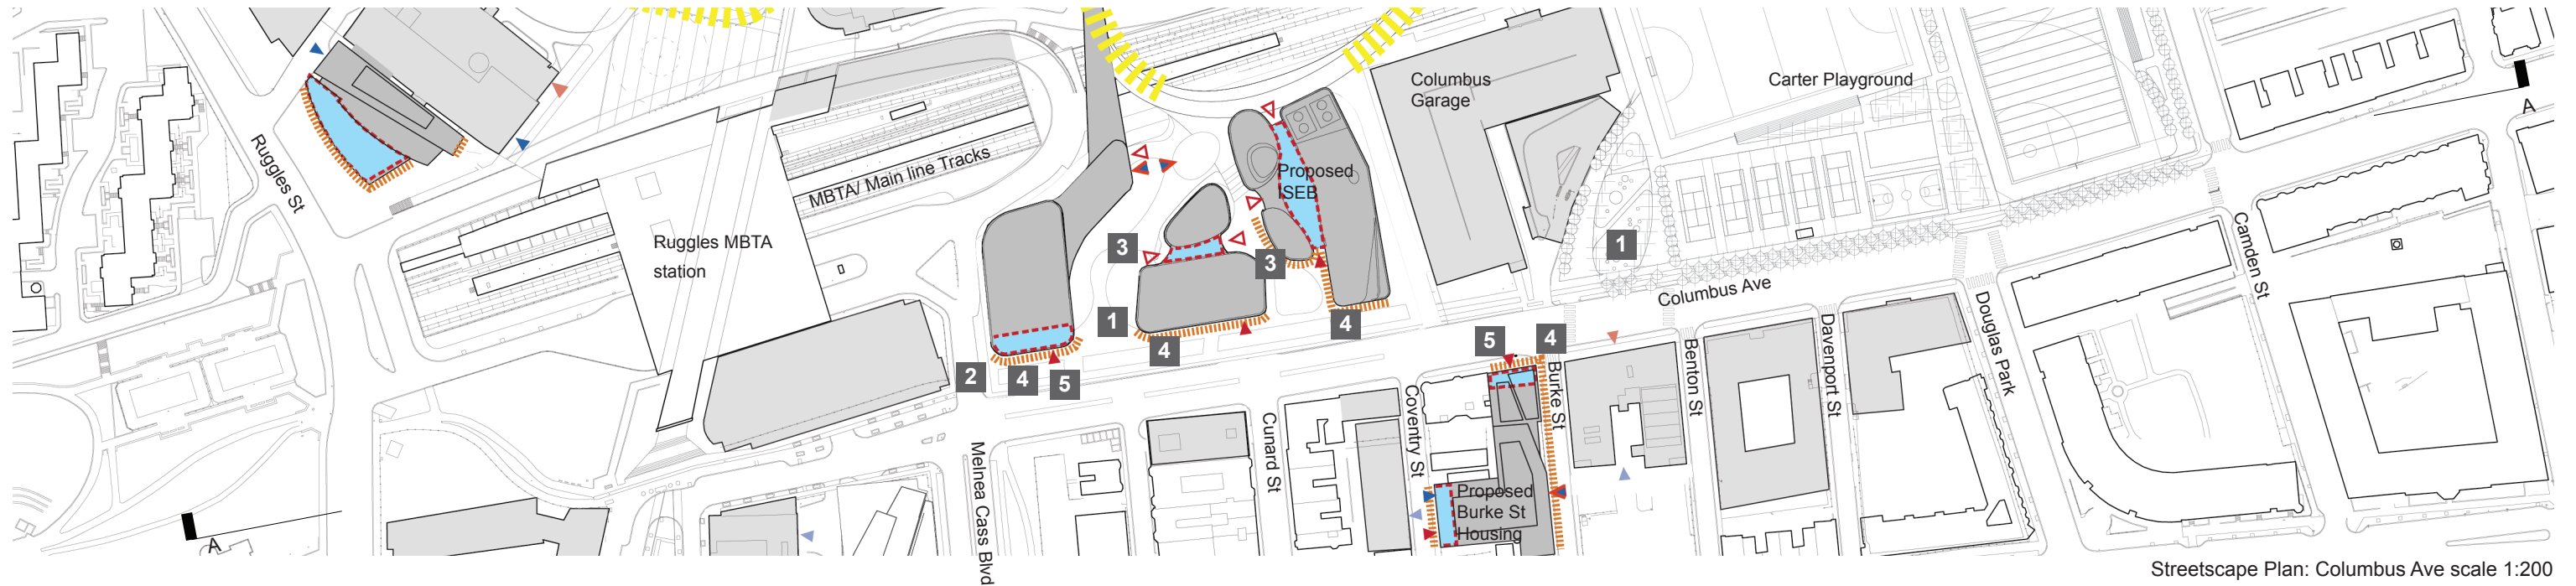 Columbus
Garage
Carter Playground
A
Ruggles St
MBTA/ Main line Tracks
Proposed
ISEB
Ruggles MBTA
station
3
3
1
Camden St
Columbus Ave
Douglas Park
Davenport St
1
4
4
2
4
5
5
4
Benton St
Burke St
Coventry St
Cunard St
Melnea Cass Blvd
Proposed
Burke St
Housing
A
Streetscape Plan: Columbus Ave scale 1:200